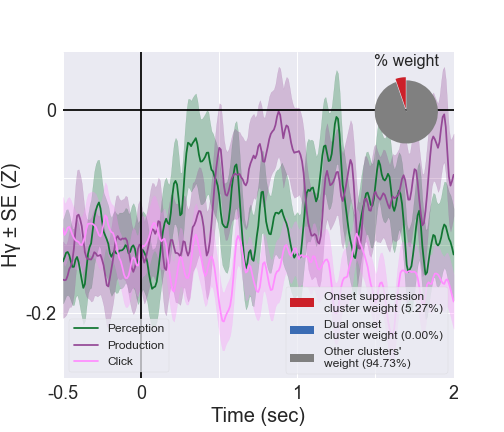 % weight
0
-0.2
Hγ ± SE (Z)
Perception
Production
Click
Onset suppression
cluster weight (5.27%)
Dual onset
cluster weight (0.00%)
Other clusters'
weight (94.73%)
-0.5
0
1
2
Time (sec)